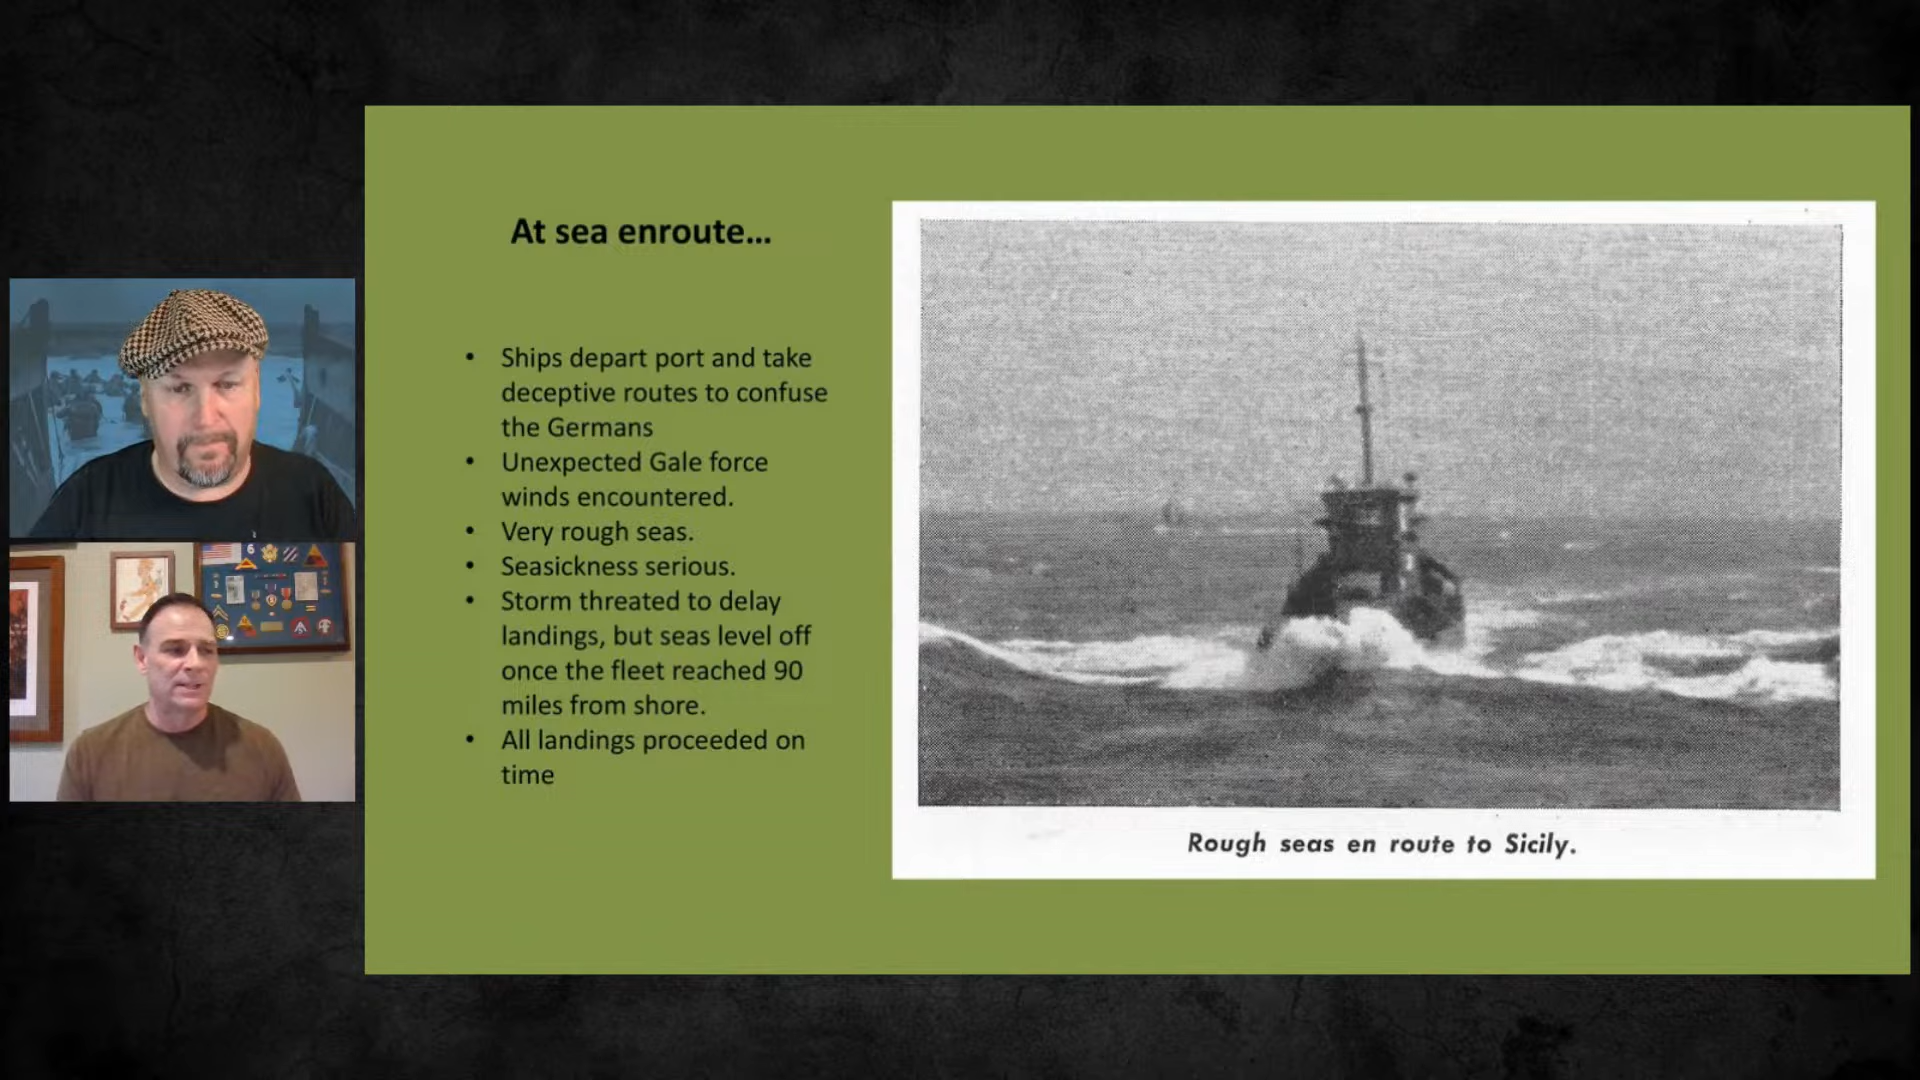 At sea enroute...
• Ships depart port and take
deceptive routes to confuse
the Germans
• Unexpected Gale force
winds encountered.
• Very rough seas.
• Seasickness serious.
• Storm threated to delay
landings, but seas level off
once the fleet reached 90
miles from shore.
• All landings proceeded on
time
Rough seas en route to Sicily.